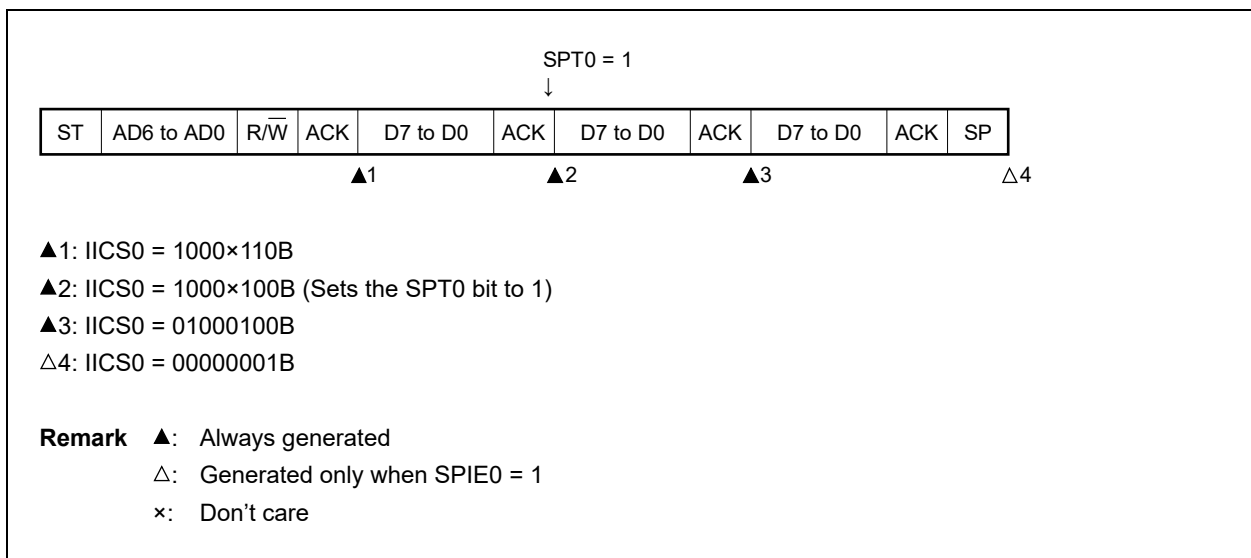 SPT0 = 1
↓
ST AD6 to AD0 R/W̅ ACK D7 to D0 ACK D7 to D0 ACK D7 to D0 ACK SP
▲1 ▲2 ▲3 △4
▲1: IICS0 = 1000×110B
▲2: IICS0 = 1000×100B (Sets the SPT0 bit to 1)
▲3: IICS0 = 01000100B
△4: IICS0 = 00000001B
Remark ▲: Always generated
△: Generated only when SPIE0 = 1
×: Don't care